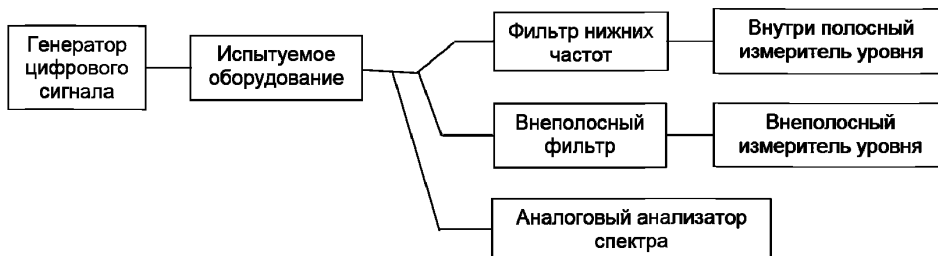 Генератор
цифрового
сигнала
Испытуемое
оборудование
Фильтр нижних
частот
Внутри полосный
измеритель уровня
Внеполосный
фильтр
Внеполосный
измеритель уровня
Аналоговый анализатор
спектра